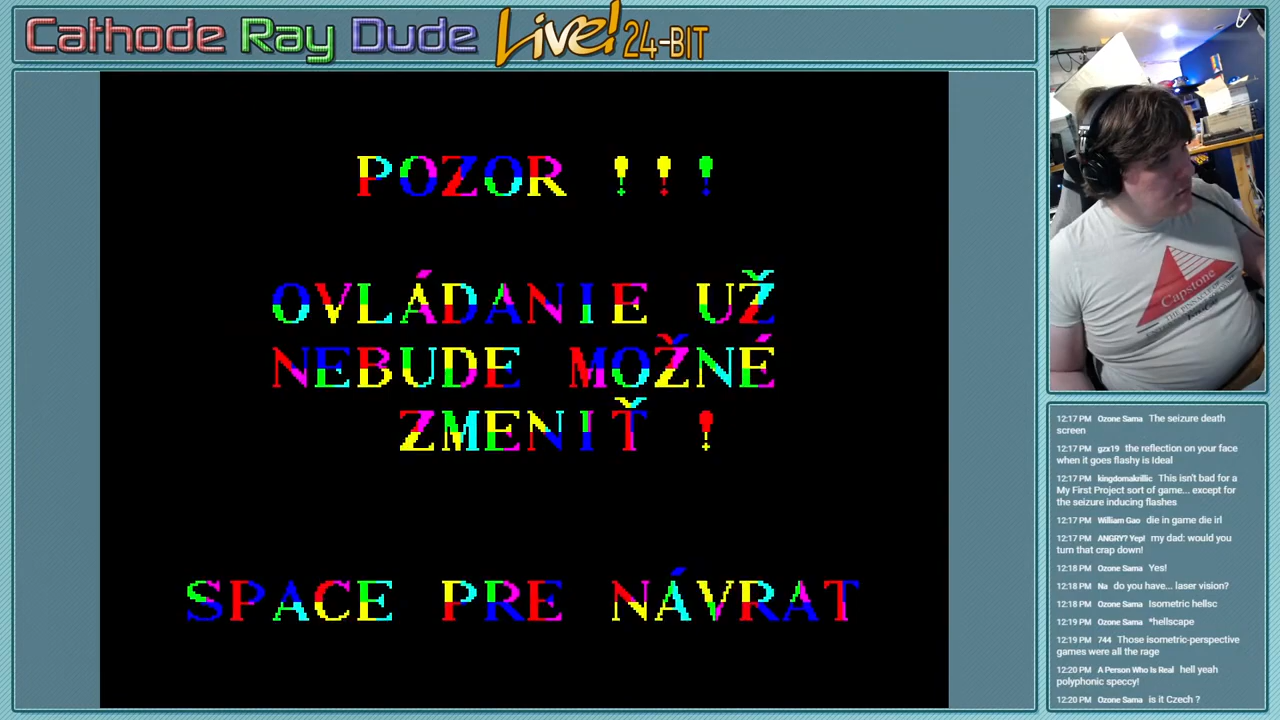 Cathode Ray Dude Live! 24-BIT
POZOR !!!
OVLÁDANIE UŽ
NEBUDE MOŽNÉ
ZMENIŤ !
SPACE PRE NÁVRAT
Capstone
12:17 PM Ozone Sama The seizure death
screen
12:17 PM gzx19 the reflection on your face
when it goes flashy is Ideal
12:17 PM kingdomakrillic This isn't bad for a
My First Project sort of game... except for
the seizure inducing flashes
12:17 PM William Gao die in game die irl
12:17 PM ANGRY? Yep! my dad: would you
turn that crap down!
12:18 PM Ozone Sama Yes!
12:18 PM Na do you have... laser vision?
12:18 PM Ozone Sama Isometric hellsc
12:19 PM Ozone Sama *hellscape
12:19 PM 744 Those isometric-perspective
games were all the rage
12:20 PM A Person Who Is Real hell yeah
polyphonic speccy!
12:20 PM Ozone Sama is it Czech ?